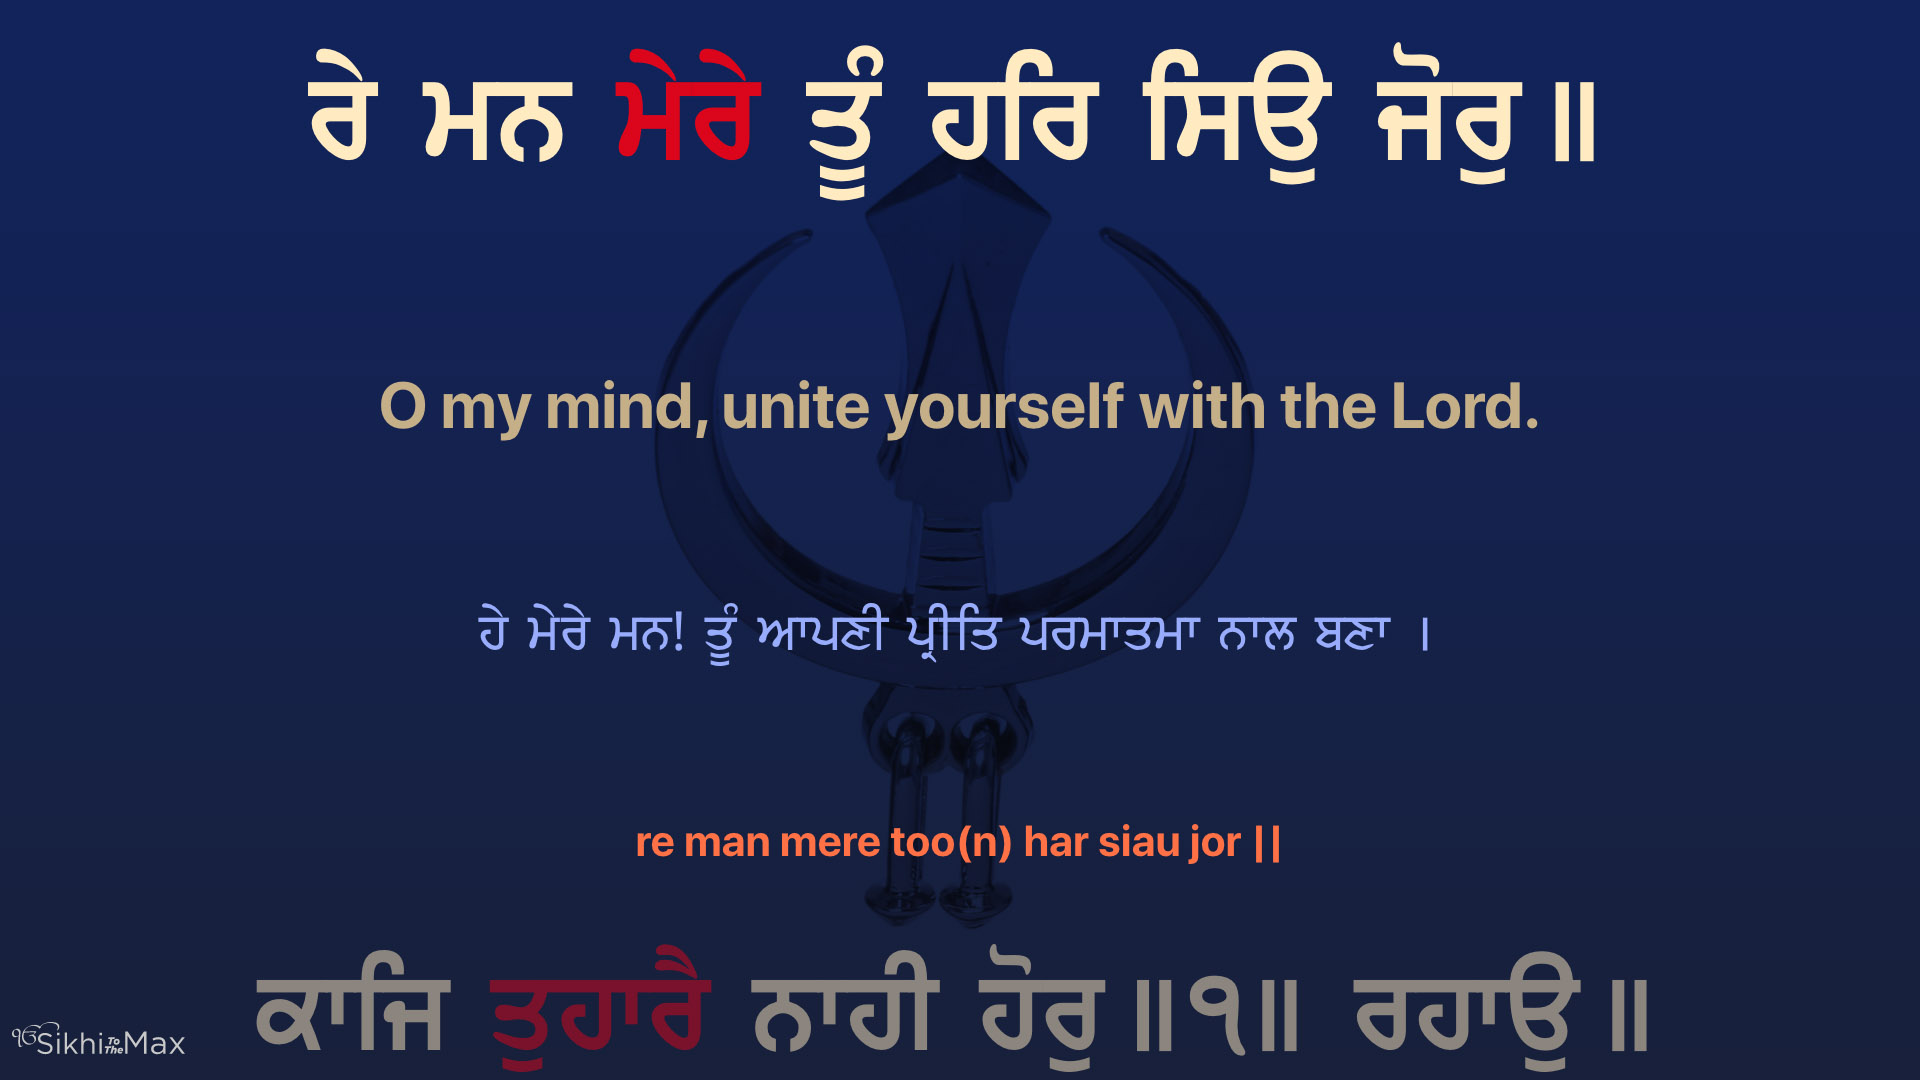 ਰੇ ਮਨ ਮੇਰੇ ਤੂੰ ਹਰਿ ਸਿਉ ਜੋਰੁ ॥
O my mind, unite yourself with the Lord.
ਹੇ ਮੇਰੇ ਮਨ! ਤੂੰ ਆਪਣੀ ਪ੍ਰੀਤਿ ਪਰਮਾਤਮਾ ਨਾਲ ਬਣਾ ।
re man mere too(n) har siau jor ||
ਕਾਜਿ ਤੁਹਾਰੈ ਨਾਹੀ ਹੋਰੁ ॥੧॥ ਰਹਾਉ ॥
ੴSikhiToTheMax